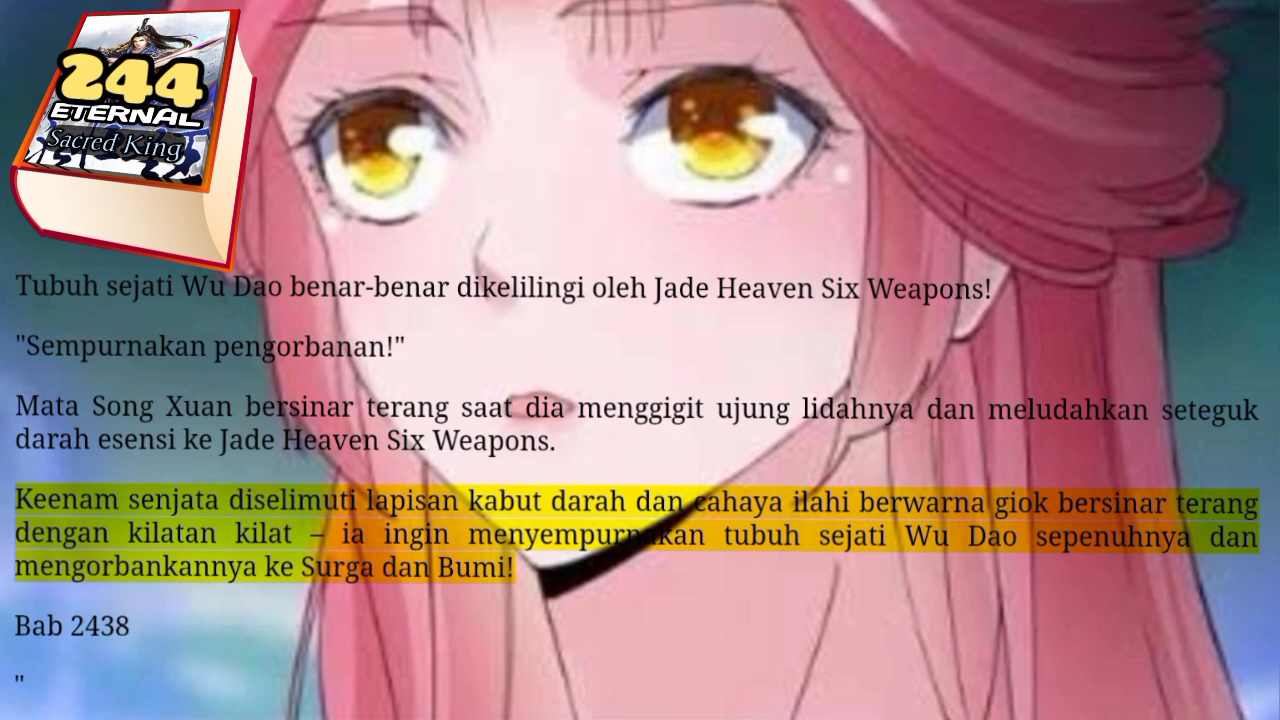 244
ETERNAL
Sacred King
Tubuh sejati Wu Dao benar-benar dikelilingi oleh Jade Heaven Six Weapons!
"Sempurnakan pengorbanan!"
Mata Song Xuan bersinar terang saat dia menggigit ujung lidahnya dan meludahkan seteguk
darah esensi ke Jade Heaven Six Weapons.
Keenam senjata diselimuti lapisan kabut darah dan cahaya ilahi berwarna giok bersinar terang
dengan kilatan kilat – ia ingin menyempurnakan tubuh sejati Wu Dao sepenuhnya dan
mengorbankannya ke Surga dan Bumi!
Bab 2438
"